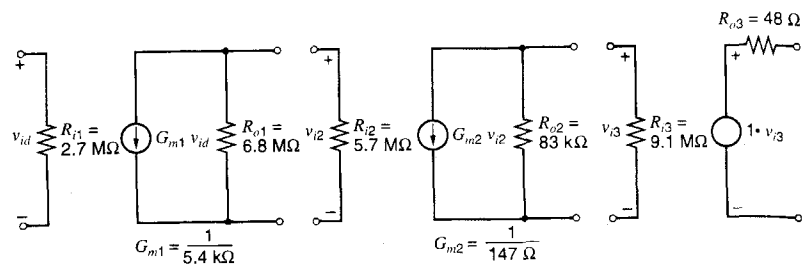 R_o3 = 48 Ω
+
v_id
−
R_i1 =
2.7 MΩ
G_m1 v_id
R_o1 =
6.8 MΩ
+
v_i2
−
R_i2 =
5.7 MΩ
G_m2 v_i2
R_o2 =
83 kΩ
+
v_i3
−
R_i3 =
9.1 MΩ
+
1• v_i3
−
G_m1 = 1/5.4 kΩ
G_m2 = 1/147 Ω